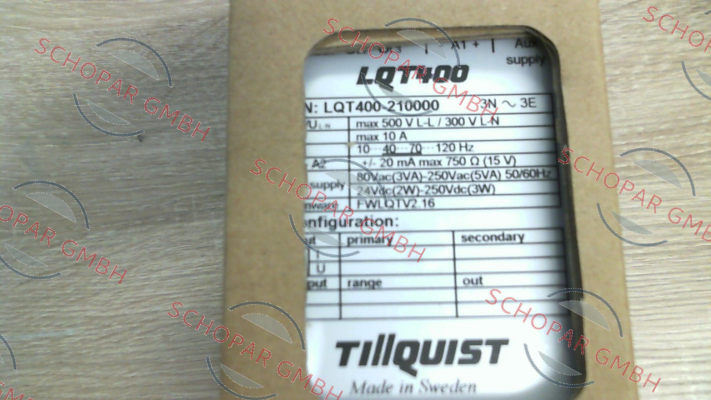 A1 +
supply
LQT400
N: LQT400-210000 3N ~ 3E
max 500 V L-L / 300 V L-N
max 10 A
10...40...70...120 Hz
A2 +/- 20 mA max 750 Ω (15 V)
supply 80Vac(3VA)-250Vac(5VA) 50/60Hz
24Vdc(2W)-250Vdc(3W)
FWLQTV2.16
nfiguration:
primary secondary
I
U
put range out
TillQUIST
Made in Sweden
SCHOPAR GMBH
SCHOPAR GMBH
SCHOPAR GMBH
SCHOPAR GMBH
SCHOPAR GMBH
SCHOPAR GMBH
SCHOPAR GMBH